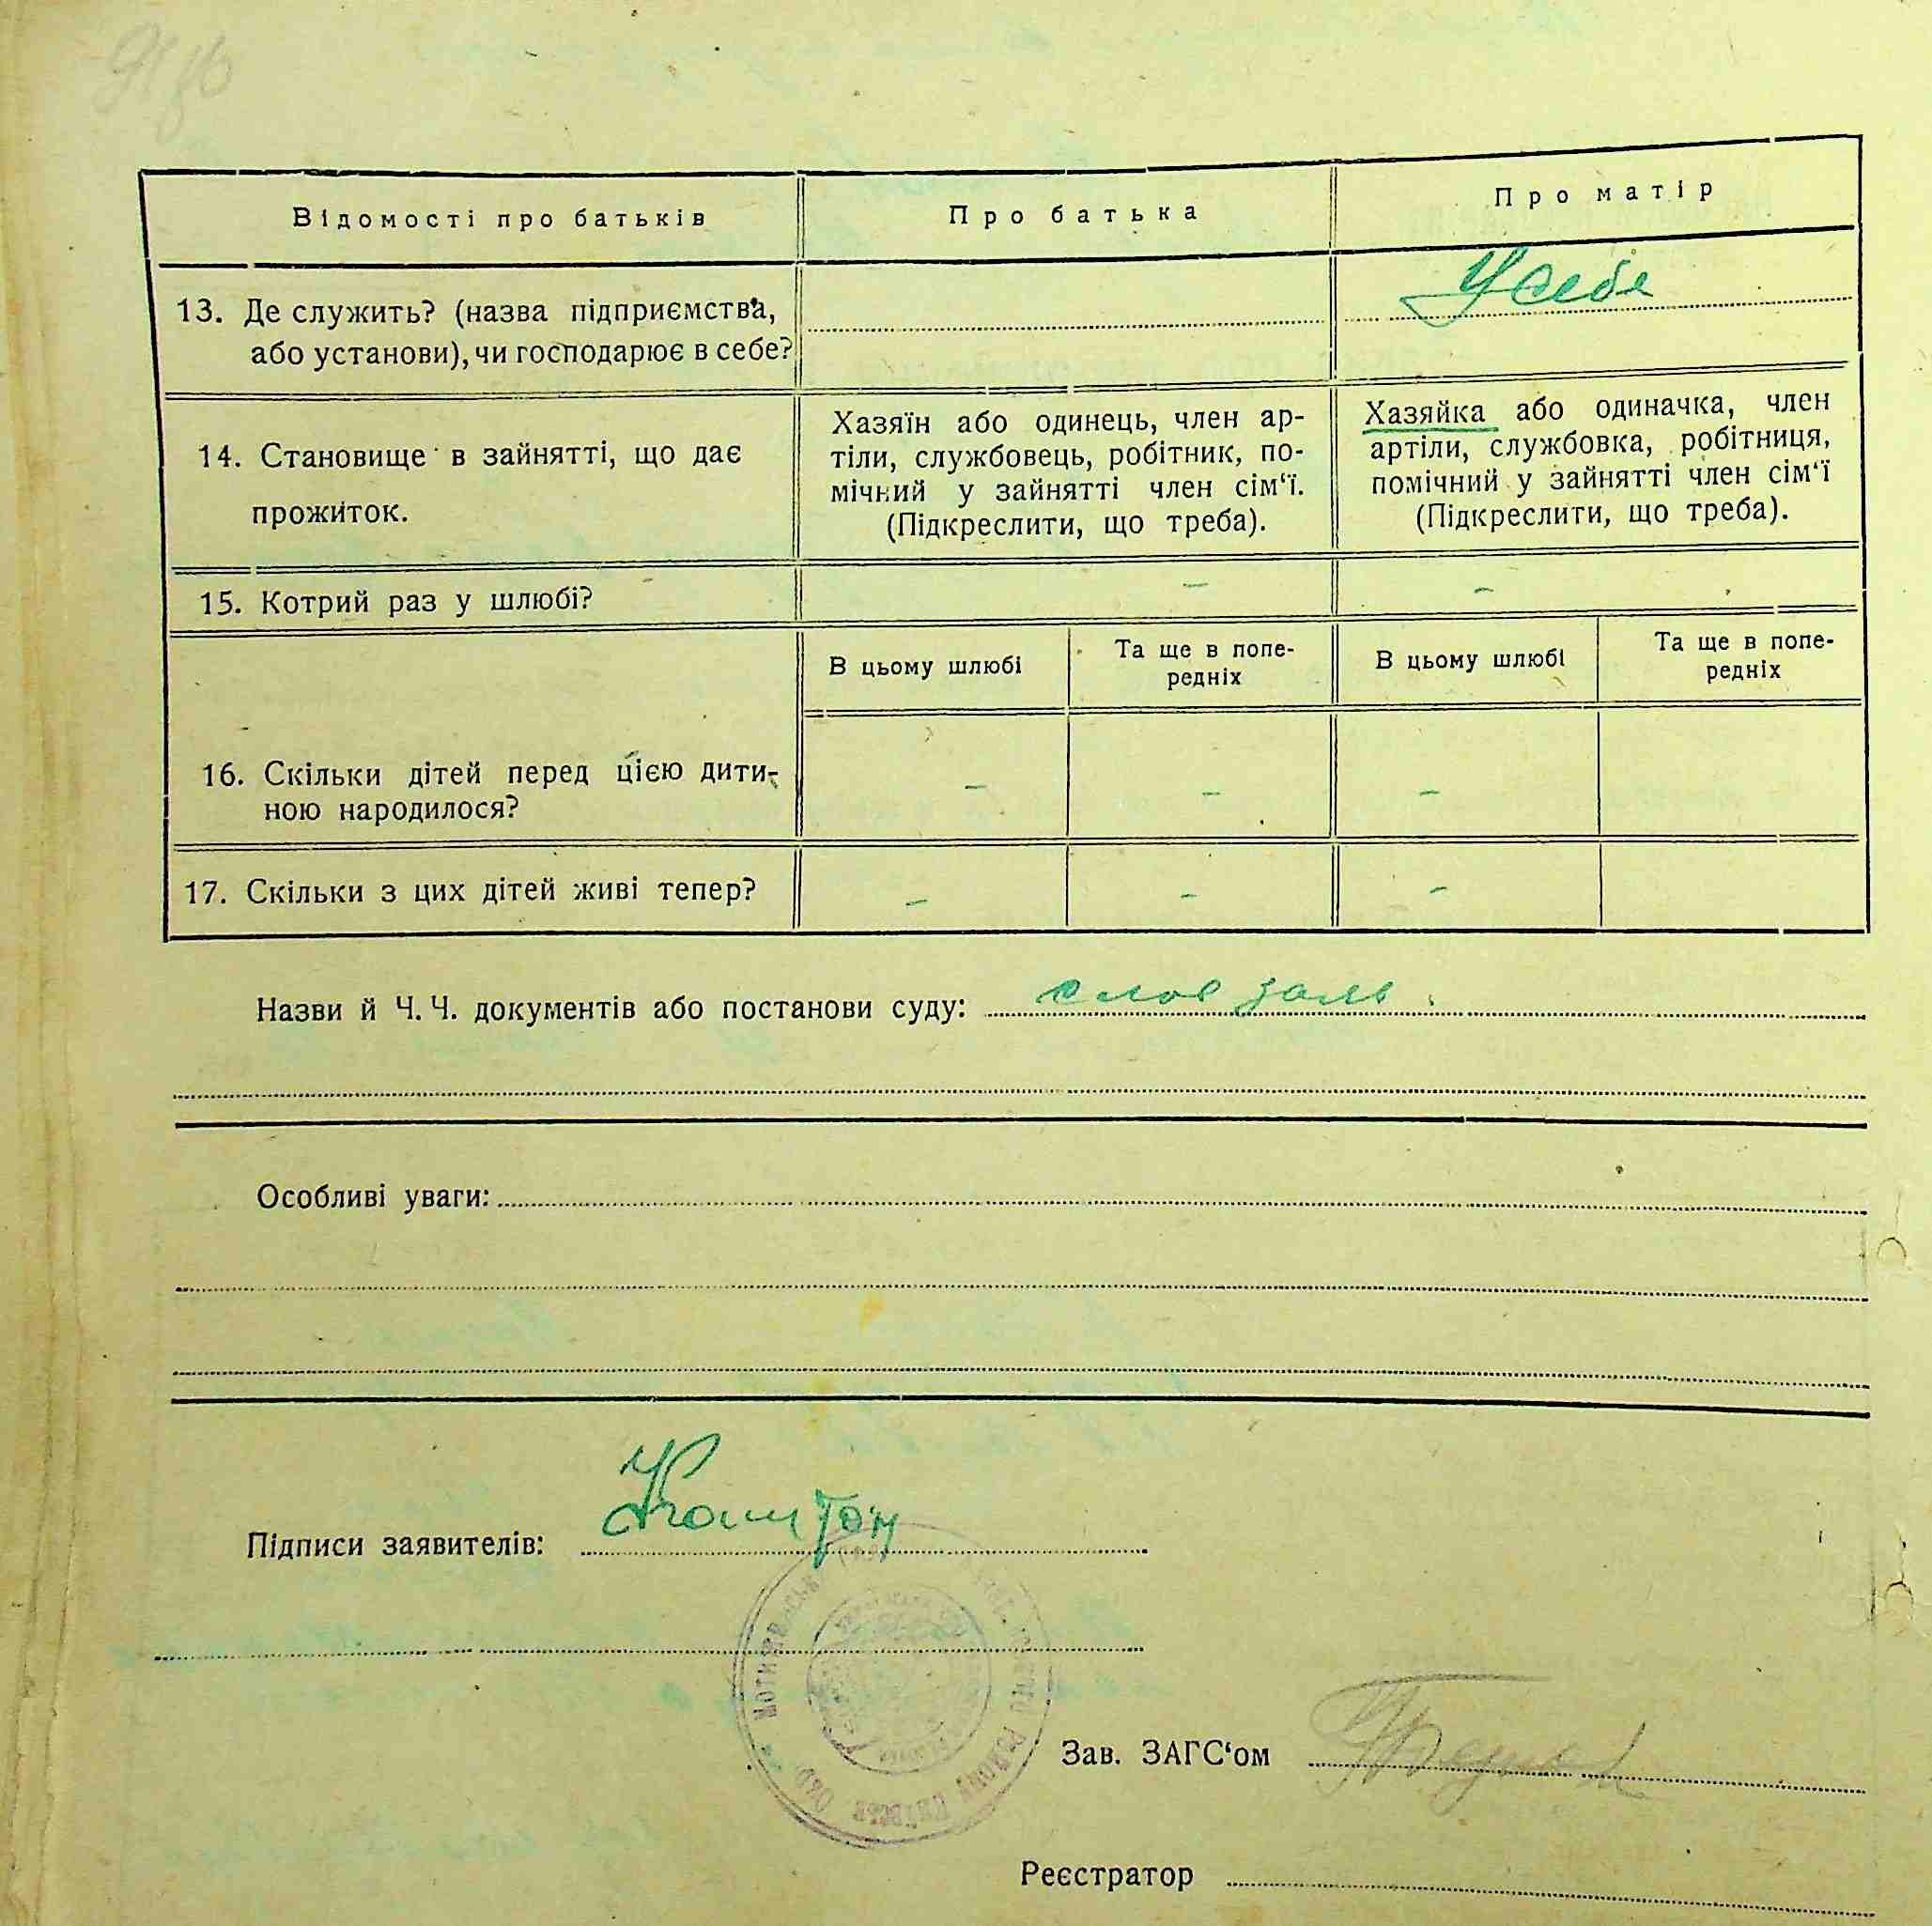 Відомості про батьків
Про батька
Про матір
13. Де служить? (назва підприємства,
або установи), чи господарює в себе?
У себе
14. Становище в зайнятті, що дає
прожиток.
Хазяїн або одинець, член ар-
тіли, службовець, робітник, по-
мічний у зайнятті член сім‘ї.
(Підкреслити, що треба).
Хазяйка або одиначка, член
артіли, службовка, робітниця,
помічний у зайнятті член сім‘ї
(Підкреслити, що треба).
15. Котрий раз у шлюбі?
– –
В цьому шлюбі
Та ще в попе-
редніх
В цьому шлюбі
Та ще в попе-
редніх
16. Скільки дітей перед цією дити-
ною народилося?
– – –
17. Скільки з цих дітей живі тепер?
– – –
Назви й Ч. Ч. документів або постанови суду:
Особливі уваги:
Підписи заявителів:
Зав. ЗАГС‘ом
Реєстратор